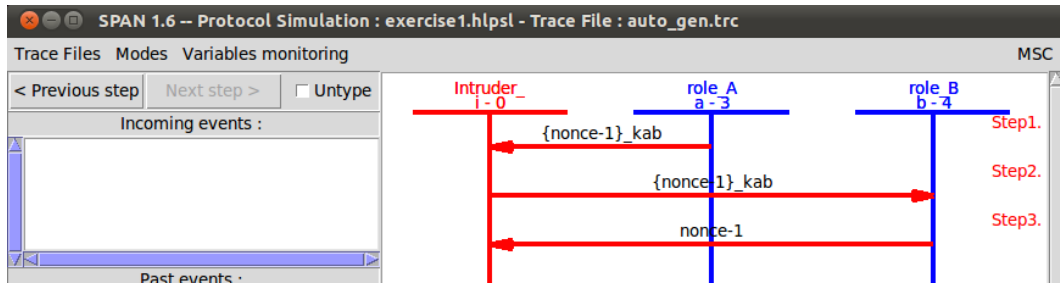 SPAN 1.6 -- Protocol Simulation : exercise1.hlpsl - Trace File : auto_gen.trc
Trace Files Modes Variables monitoring MSC
< Previous step Next step > Untype
Incoming events :
Past events :
Intruder_ role_A role_B
i - 0 a - 3 b - 4
Step1.
{nonce-1}_kab
Step2.
{nonce-1}_kab
Step3.
nonce-1